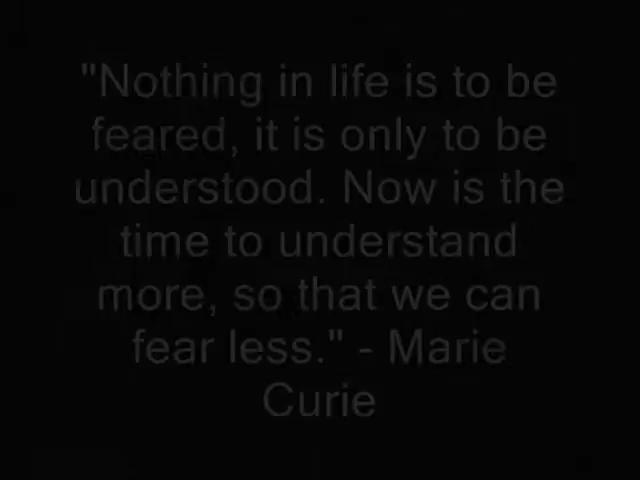 "Nothing in life is to be
feared, it is only to be
understood. Now is the
time to understand
more, so that we can
fear less." - Marie
Curie